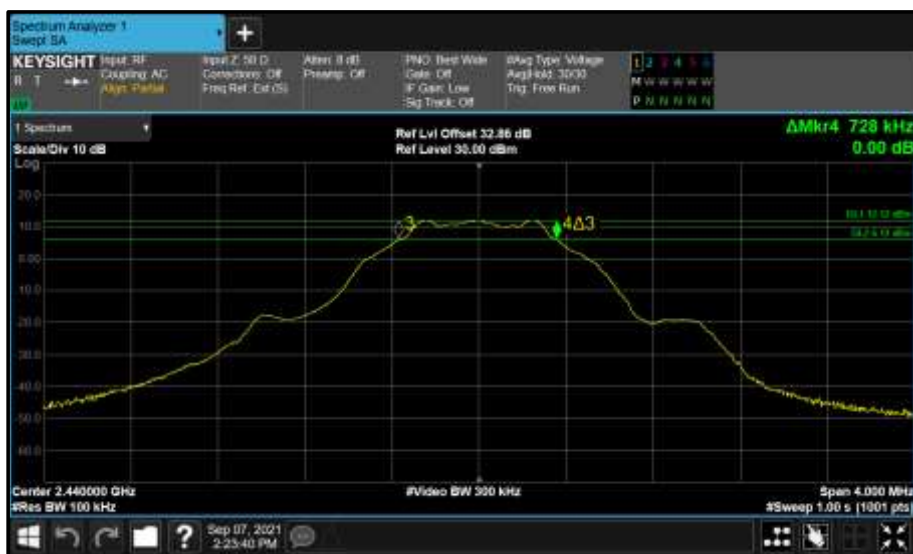 Spectrum Analyzer 1
Swept SA
+
KEYSIGHT
R T
Input: RF
Coupling: AC
Align: Partial
Input Z: 50 Ω
Corrections: Off
Freq Ref: Ext (S)
Atten: 8 dB
Preamp: Off
PNO: Best Wide
Gate: Off
IF Gain: Low
Sig Track: Off
#Avg Type: Voltage
Avg|Hold: 30/30
Trig: Free Run
1 2 3 4 5 6
M W W W W W
P N N N N N
1 Spectrum
Scale/Div 10 dB
Log
Ref Lvl Offset 32.86 dB
Ref Level 30.00 dBm
ΔMkr4 728 kHz
0.00 dB
20.0
10.0
0.00
-10.0
-20.0
-30.0
-40.0
-50.0
-60.0
3
4Δ3
Center 2.440000 GHz
#Res BW 100 kHz
#Video BW 300 kHz
Span 4.000 MHz
#Sweep 1.00 s (1001 pts)
?
Sep 07, 2021
2:23:40 PM